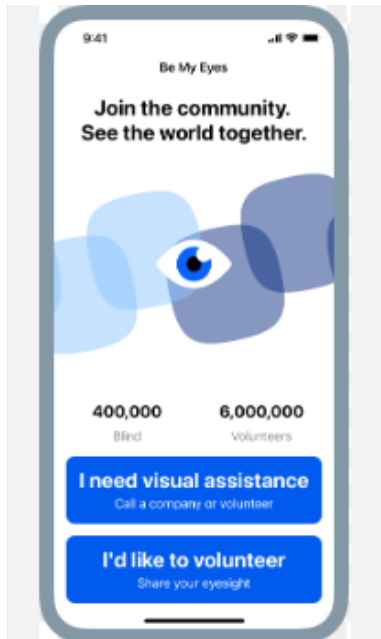 9:41
Be My Eyes
Join the community.
See the world together.
400,000 6,000,000
Blind Volunteers
I need visual assistance
Call a company or volunteer
I'd like to volunteer
Share your eyesight